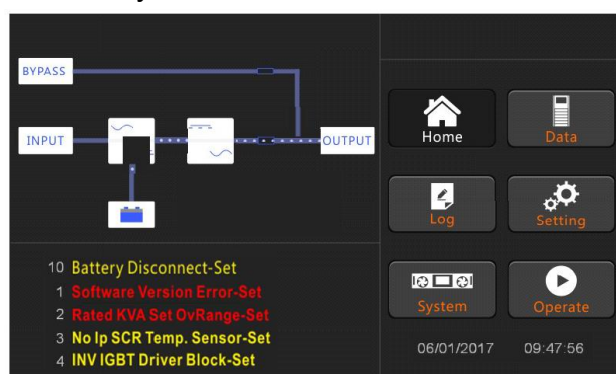 BYPASS
INPUT
OUTPUT
10 Battery Disconnect-Set
1 Software Version Error-Set
2 Rated KVA Set OvRange-Set
3 No Ip SCR Temp. Sensor-Set
4 INV IGBT Driver Block-Set
Home
Data
Log
Setting
System
Operate
06/01/2017 09:47:56